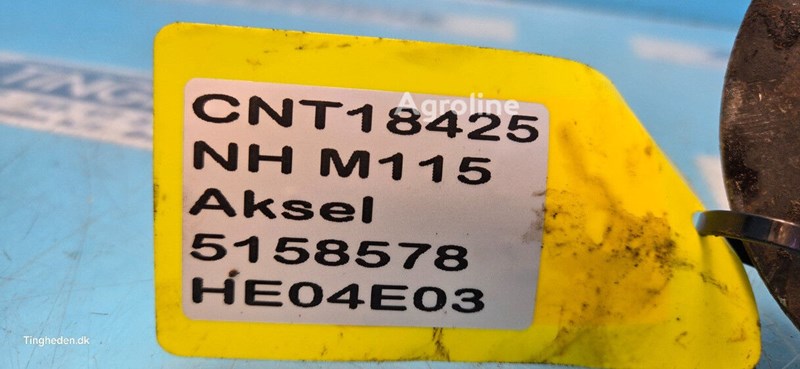 CNT18425
NH M115
Aksel
5158578
HE04E03
Agroline
Tingheden.dk